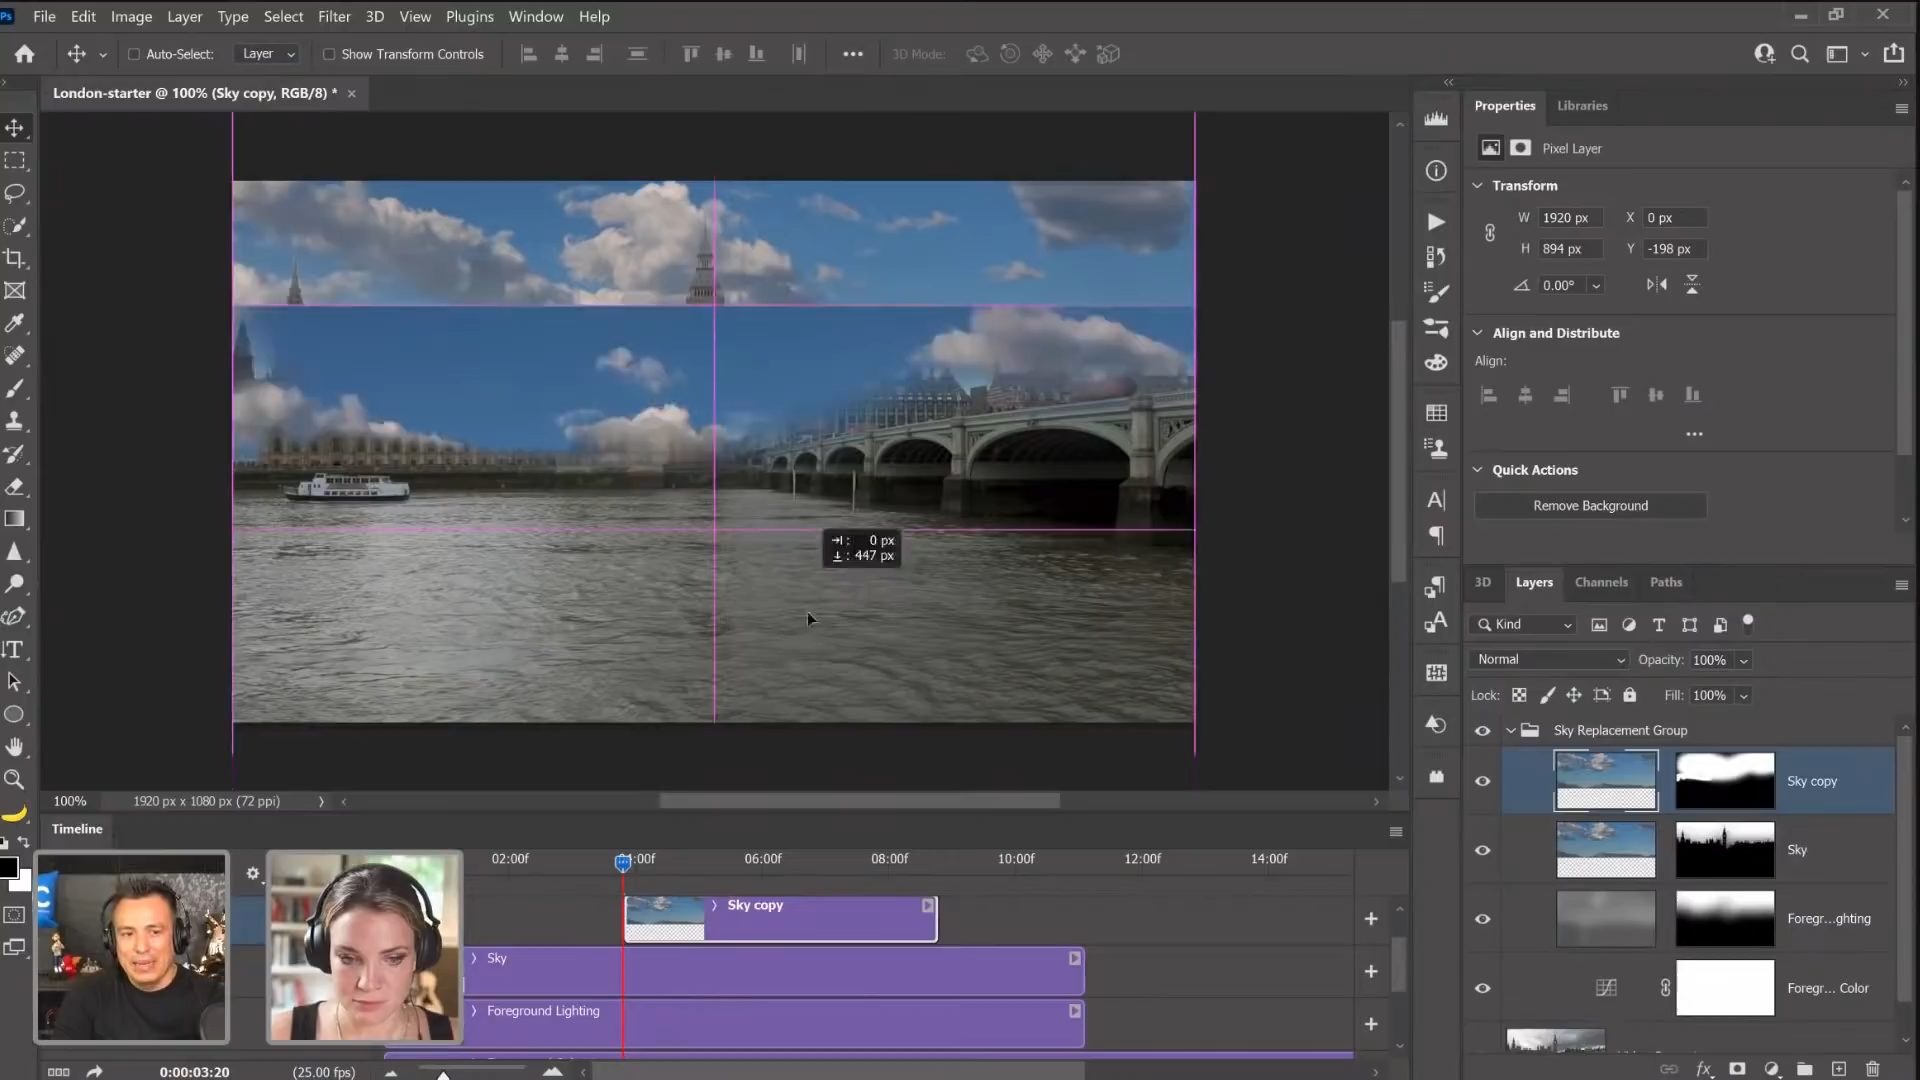 Ps File Edit Image Layer Type Select Filter 3D View Plugins Window Help
Auto-Select: Layer Show Transform Controls 3D Mode:
London-starter @ 100% (Sky copy, RGB/8) *
Properties Libraries
Pixel Layer
Transform
W 1920 px X 0 px
H 894 px Y -198 px
0.00°
Align and Distribute
Align:
Quick Actions
Remove Background
0 px
447 px
3D Layers Channels Paths
Kind
Normal Opacity: 100%
Lock: Fill: 100%
Sky Replacement Group
Sky copy
Sky
Foregr...ghting
Foregr... Color
100% 1920 px x 1080 px (72 ppi)
Timeline
02:00f 06:00f 08:00f 10:00f 12:00f 14:00f
Sky copy
Sky
Foreground Lighting
0:00:03:20 (25.00 fps)